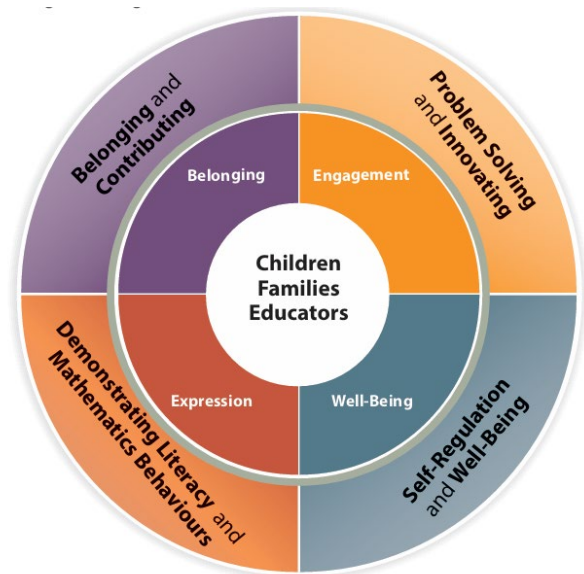 Belonging and
Contributing
Problem Solving
and Innovating
Belonging
Engagement
Children
Families
Educators
Expression
Well-Being
Demonstrating Literacy and
Mathematics Behaviours
Self-Regulation
and Well-Being